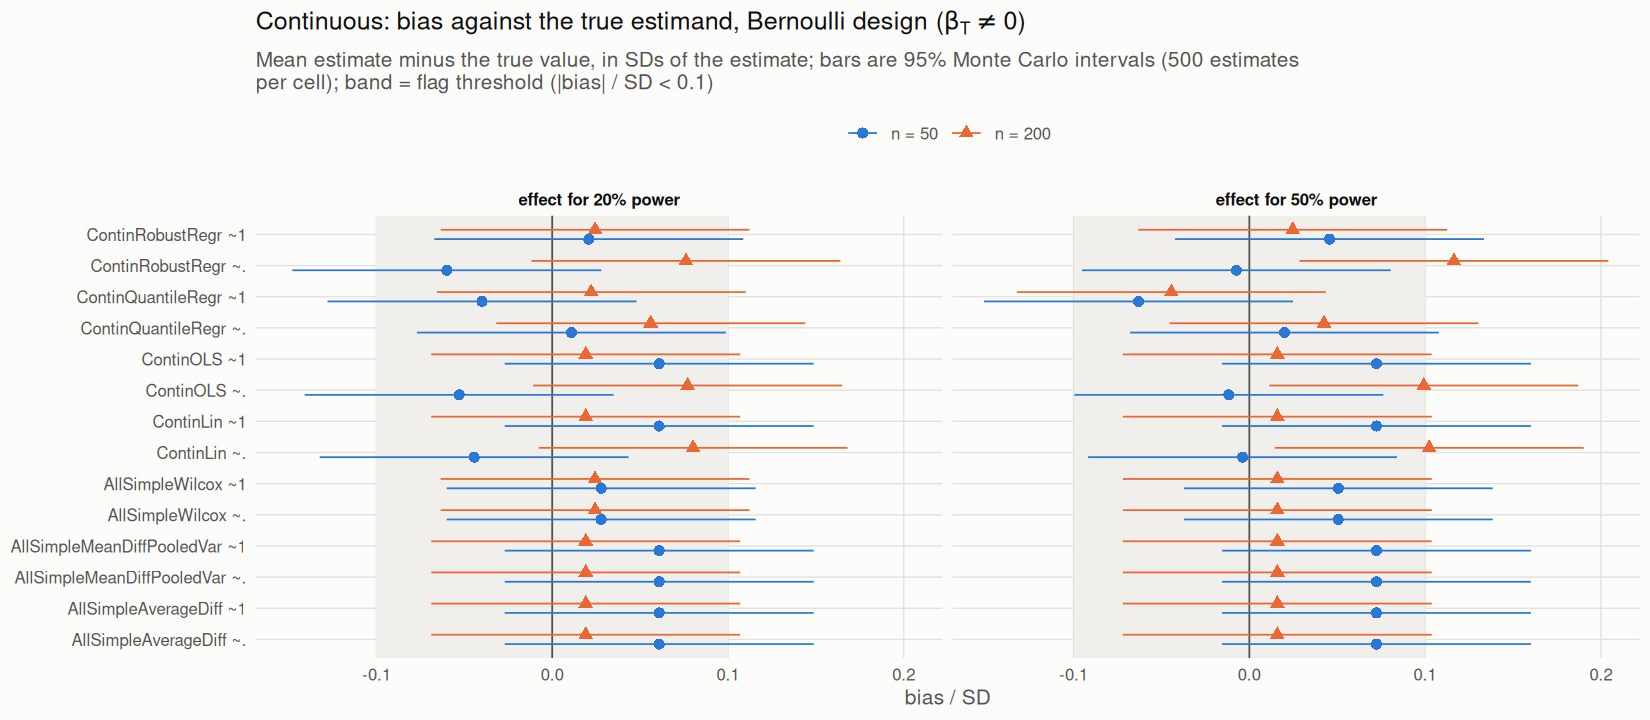 Continuous: bias against the true estimand, Bernoulli design (βT ≠ 0)
Mean estimate minus the true value, in SDs of the estimate; bars are 95% Monte Carlo intervals (500 estimates
per cell); band = flag threshold (|bias| / SD < 0.1)
n = 50 n = 200
effect for 20% power effect for 50% power
ContinRobustRegr ~1
ContinRobustRegr ~.
ContinQuantileRegr ~1
ContinQuantileRegr ~.
ContinOLS ~1
ContinOLS ~.
ContinLin ~1
ContinLin ~.
AllSimpleWilcox ~1
AllSimpleWilcox ~.
AllSimpleMeanDiffPooledVar ~1
AllSimpleMeanDiffPooledVar ~.
AllSimpleAverageDiff ~1
AllSimpleAverageDiff ~.
-0.1 0.0 0.1 0.2 -0.1 0.0 0.1 0.2
bias / SD